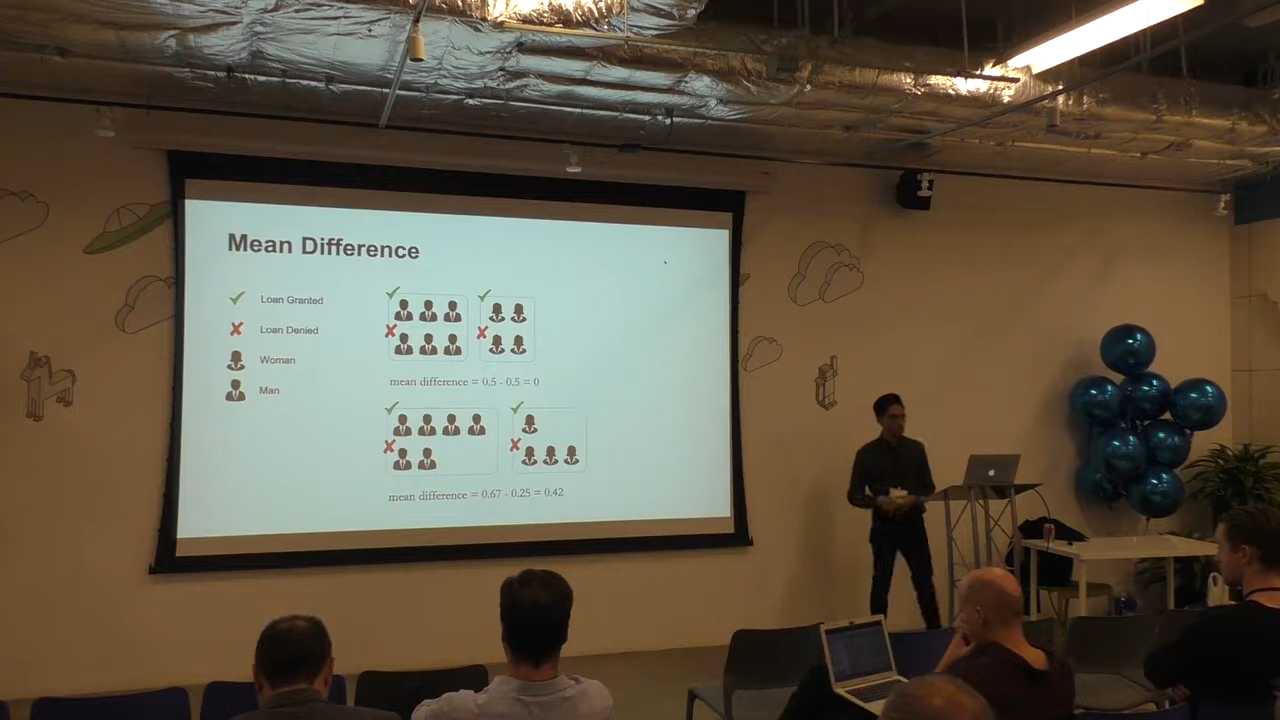 Mean Difference
Loan Granted
Loan Denied
Woman
Man
mean difference = 0.5 - 0.5 = 0
mean difference = 0.67 - 0.25 = 0.42